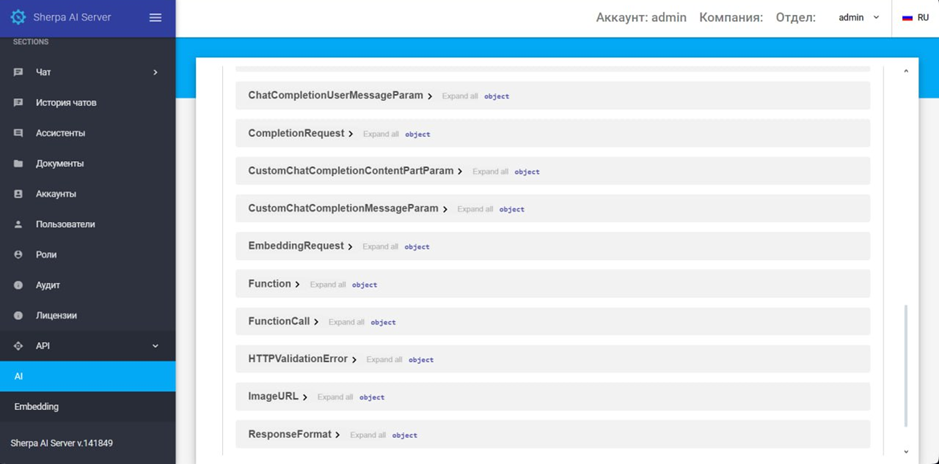 Sherpa AI Server
Аккаунт: admin Компания: Отдел: admin RU
SECTIONS
Чат
История чатов
Ассистенты
Документы
Аккаунты
Пользователи
Роли
Аудит
Лицензии
API
AI
Embedding
Sherpa AI Server v.141849
ChatCompletionUserMessageParam Expand all object
CompletionRequest Expand all object
CustomChatCompletionContentPartParam Expand all object
CustomChatCompletionMessageParam Expand all object
EmbeddingRequest Expand all object
Function Expand all object
FunctionCall Expand all object
HTTPValidationError Expand all object
ImageURL Expand all object
ResponseFormat Expand all object